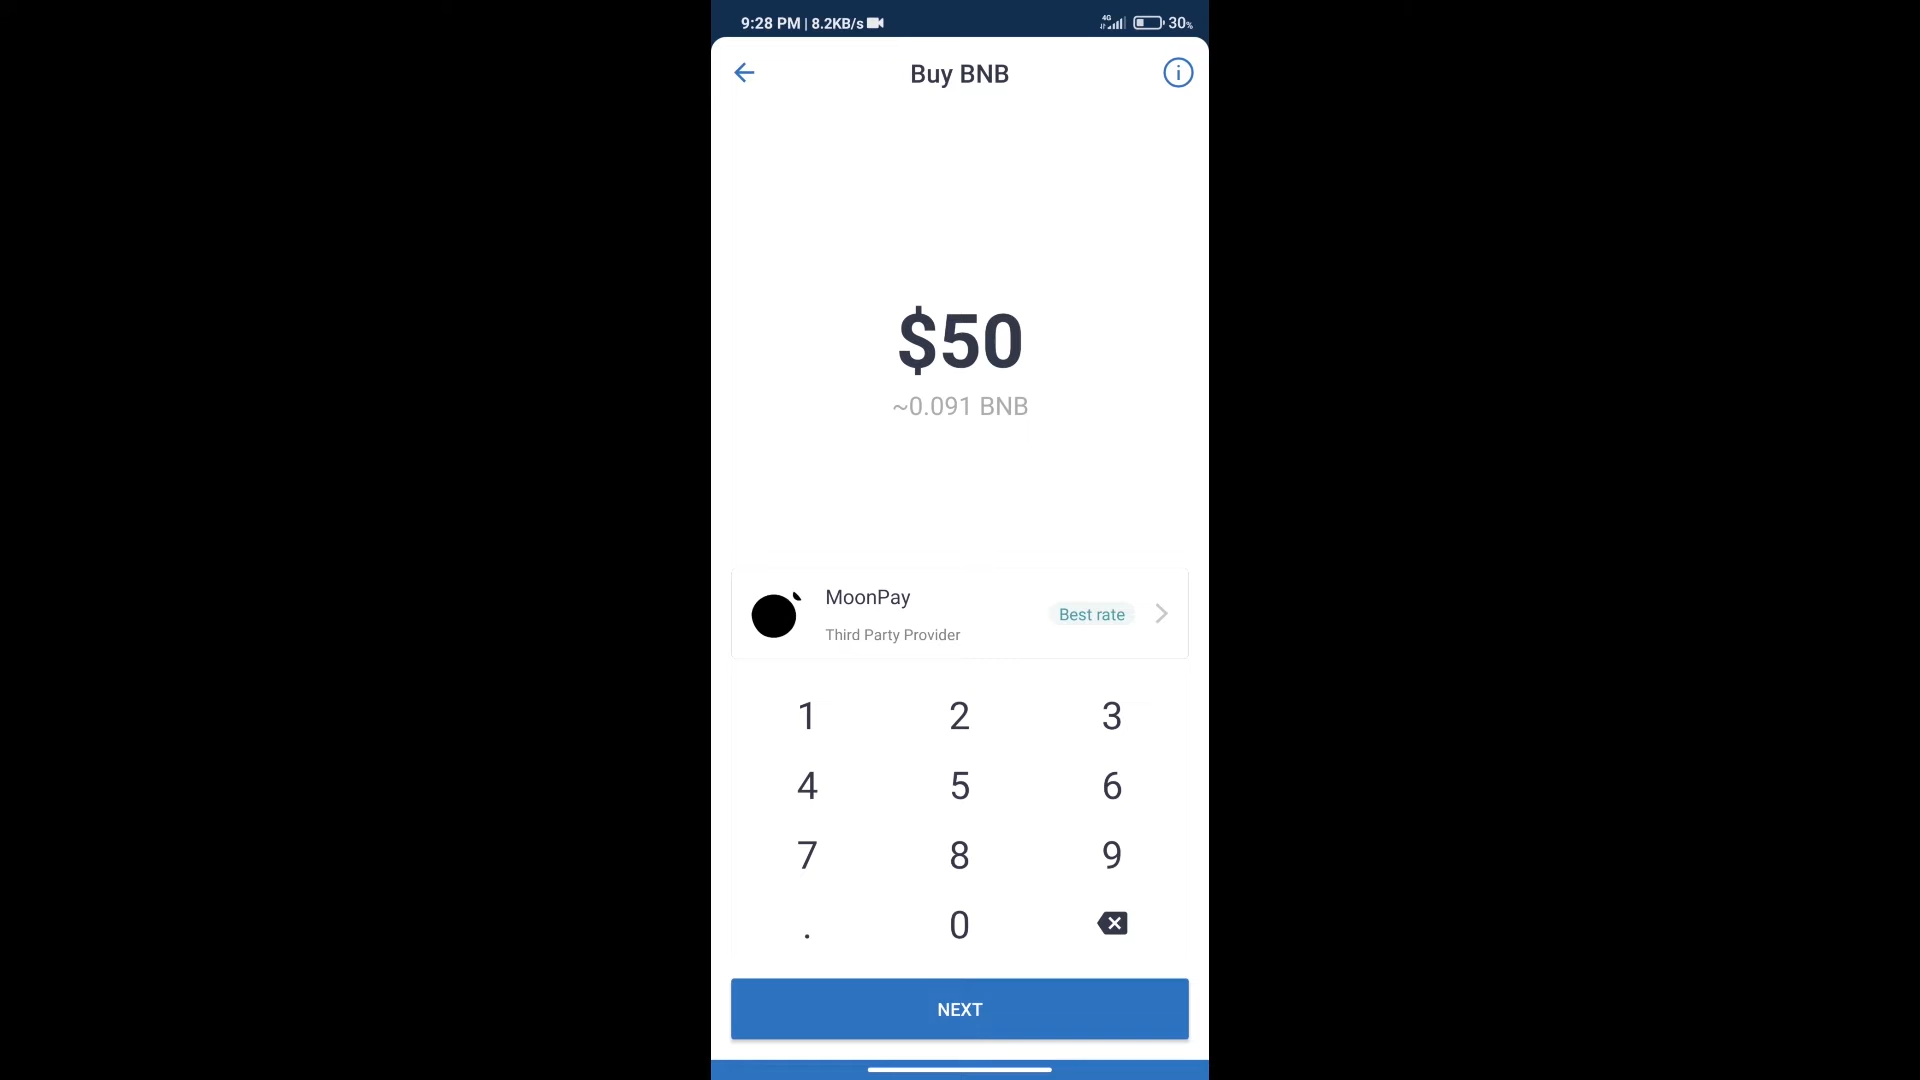 9:28 PM | 8.2KB/s 4G 30%
Buy BNB
$50
~0.091 BNB
MoonPay
Best rate
Third Party Provider
1 2 3
4 5 6
7 8 9
. 0
NEXT